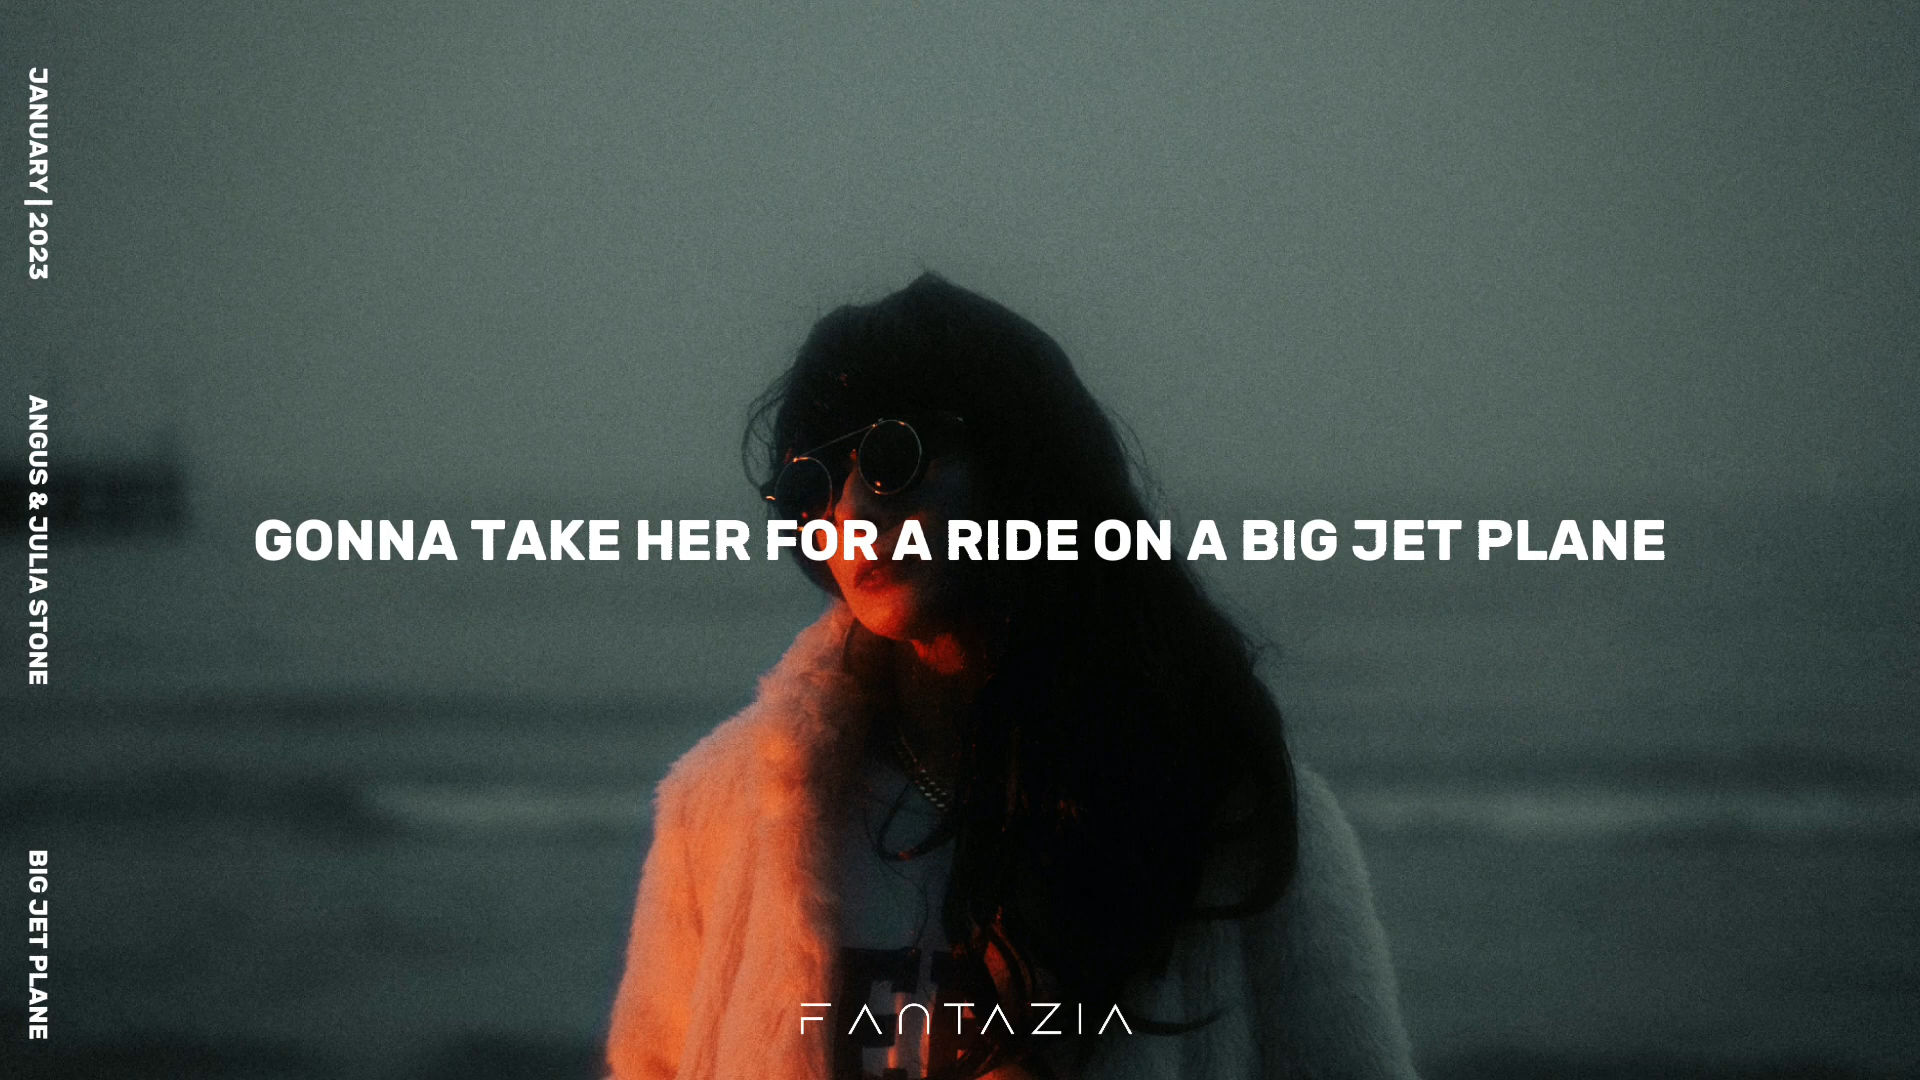 JANUARY | 2023
ANGUS & JULIA STONE
BIG JET PLANE
GONNA TAKE HER FOR A RIDE ON A BIG JET PLANE
FANTAZIA